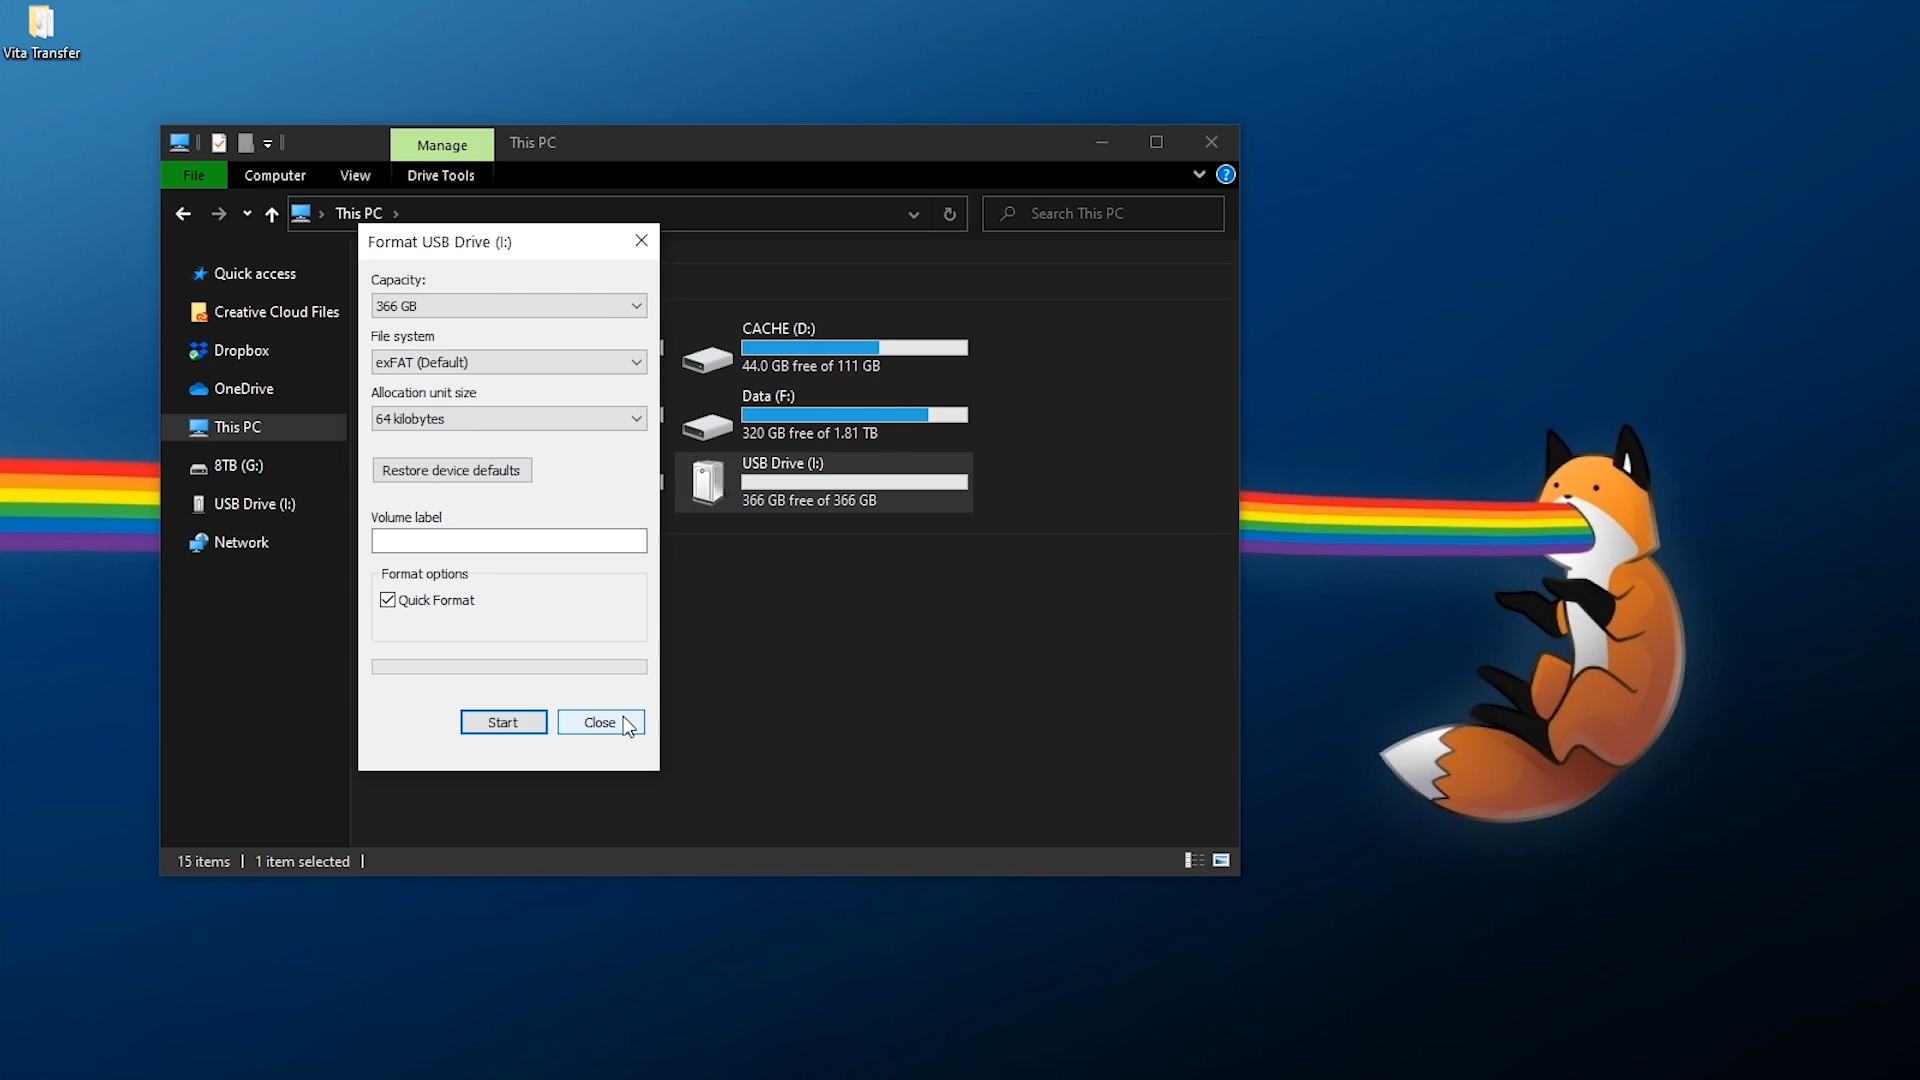 Vita Transfer
Manage
This PC
File
Computer
View
Drive Tools
?
This PC
Search This PC
Quick access
Creative Cloud Files
Dropbox
OneDrive
This PC
8TB (G:)
USB Drive (I:)
Network
Format USB Drive (I:)
Capacity:
366 GB
File system
exFAT (Default)
Allocation unit size
64 kilobytes
Restore device defaults
Volume label
Format options
Quick Format
Start
Close
CACHE (D:)
44.0 GB free of 111 GB
Data (F:)
320 GB free of 1.81 TB
USB Drive (I:)
366 GB free of 366 GB
15 items
1 item selected